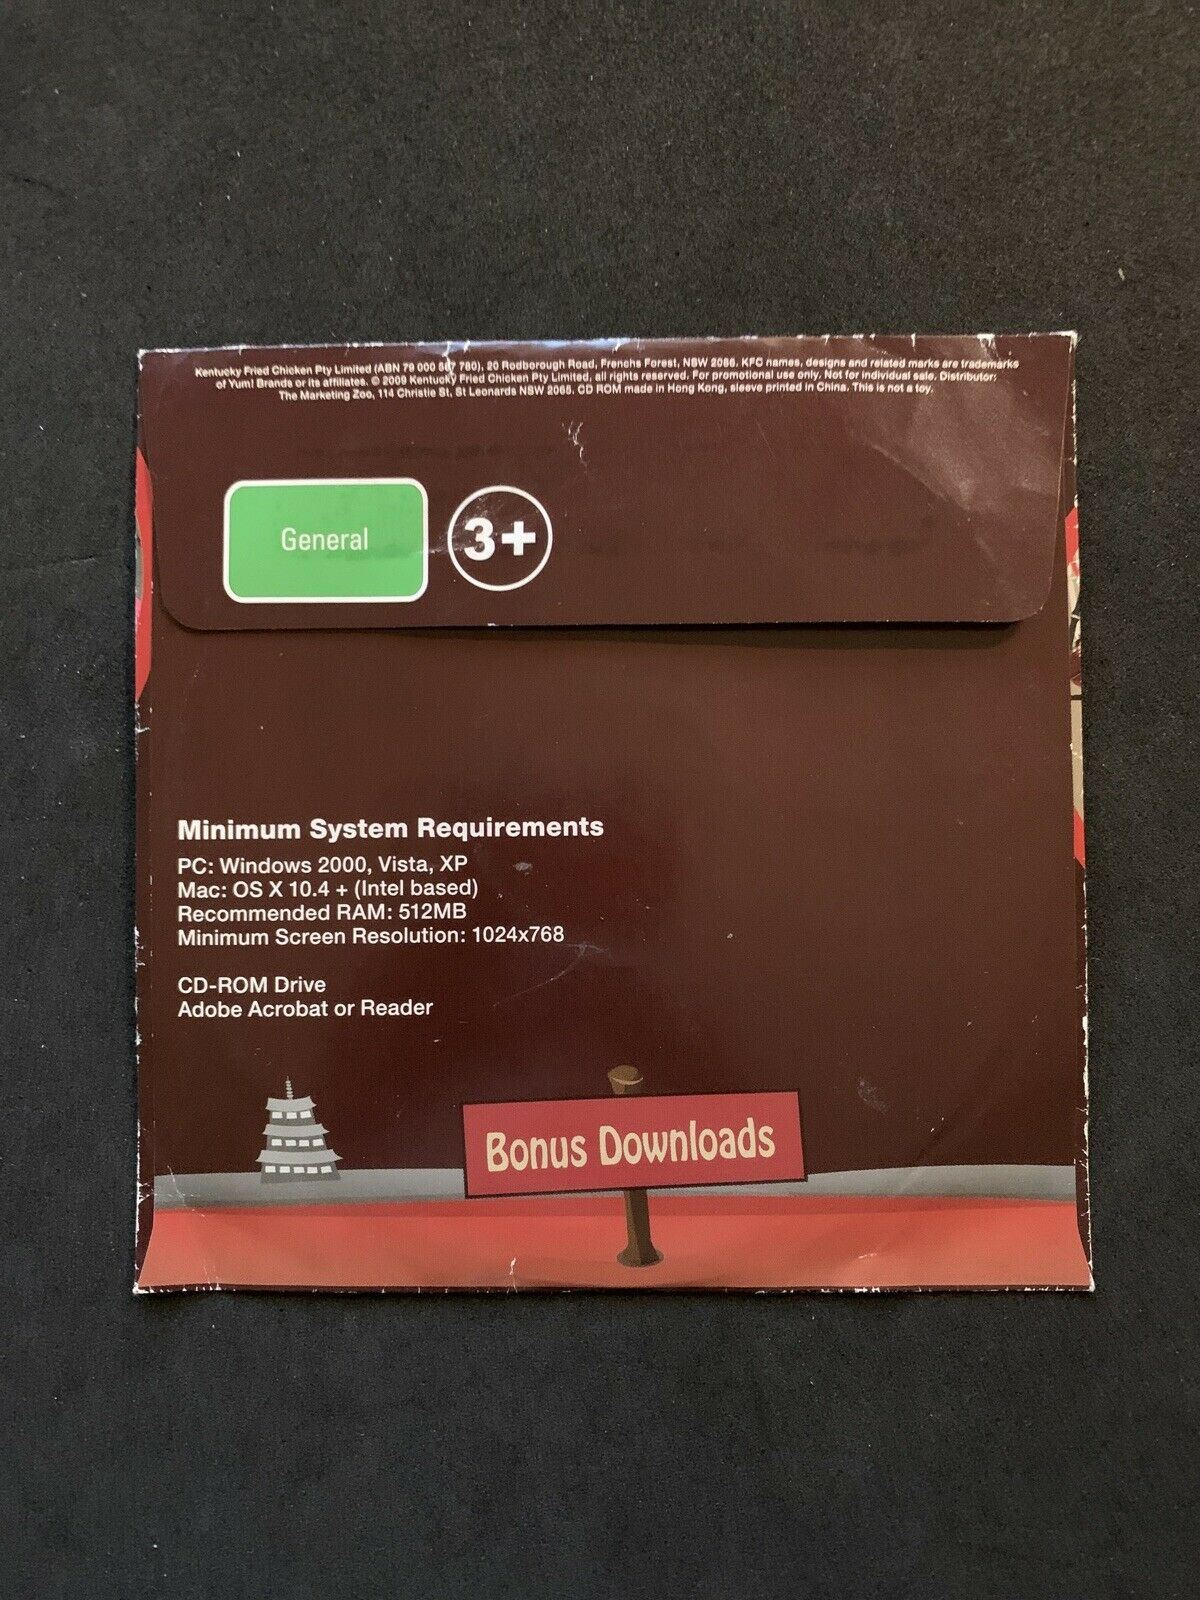 Kentucky Fried Chicken Pty Limited (ABN 79 000 587 780), 20 Rodborough Road, Frenchs Forest, NSW 2086. KFC names, designs and related marks are trademarks
of Yum! Brands or its affiliates. © 2009 Kentucky Fried Chicken Pty Limited, all rights reserved. For promotional use only. Not for individual sale. Distributor:
The Marketing Zoo, 114 Christie St, St Leonards NSW 2065. CD ROM made in Hong Kong, sleeve printed in China. This is not a toy.
General
3+
Minimum System Requirements
PC: Windows 2000, Vista, XP
Mac: OS X 10.4 + (Intel based)
Recommended RAM: 512MB
Minimum Screen Resolution: 1024x768
CD-ROM Drive
Adobe Acrobat or Reader
Bonus Downloads